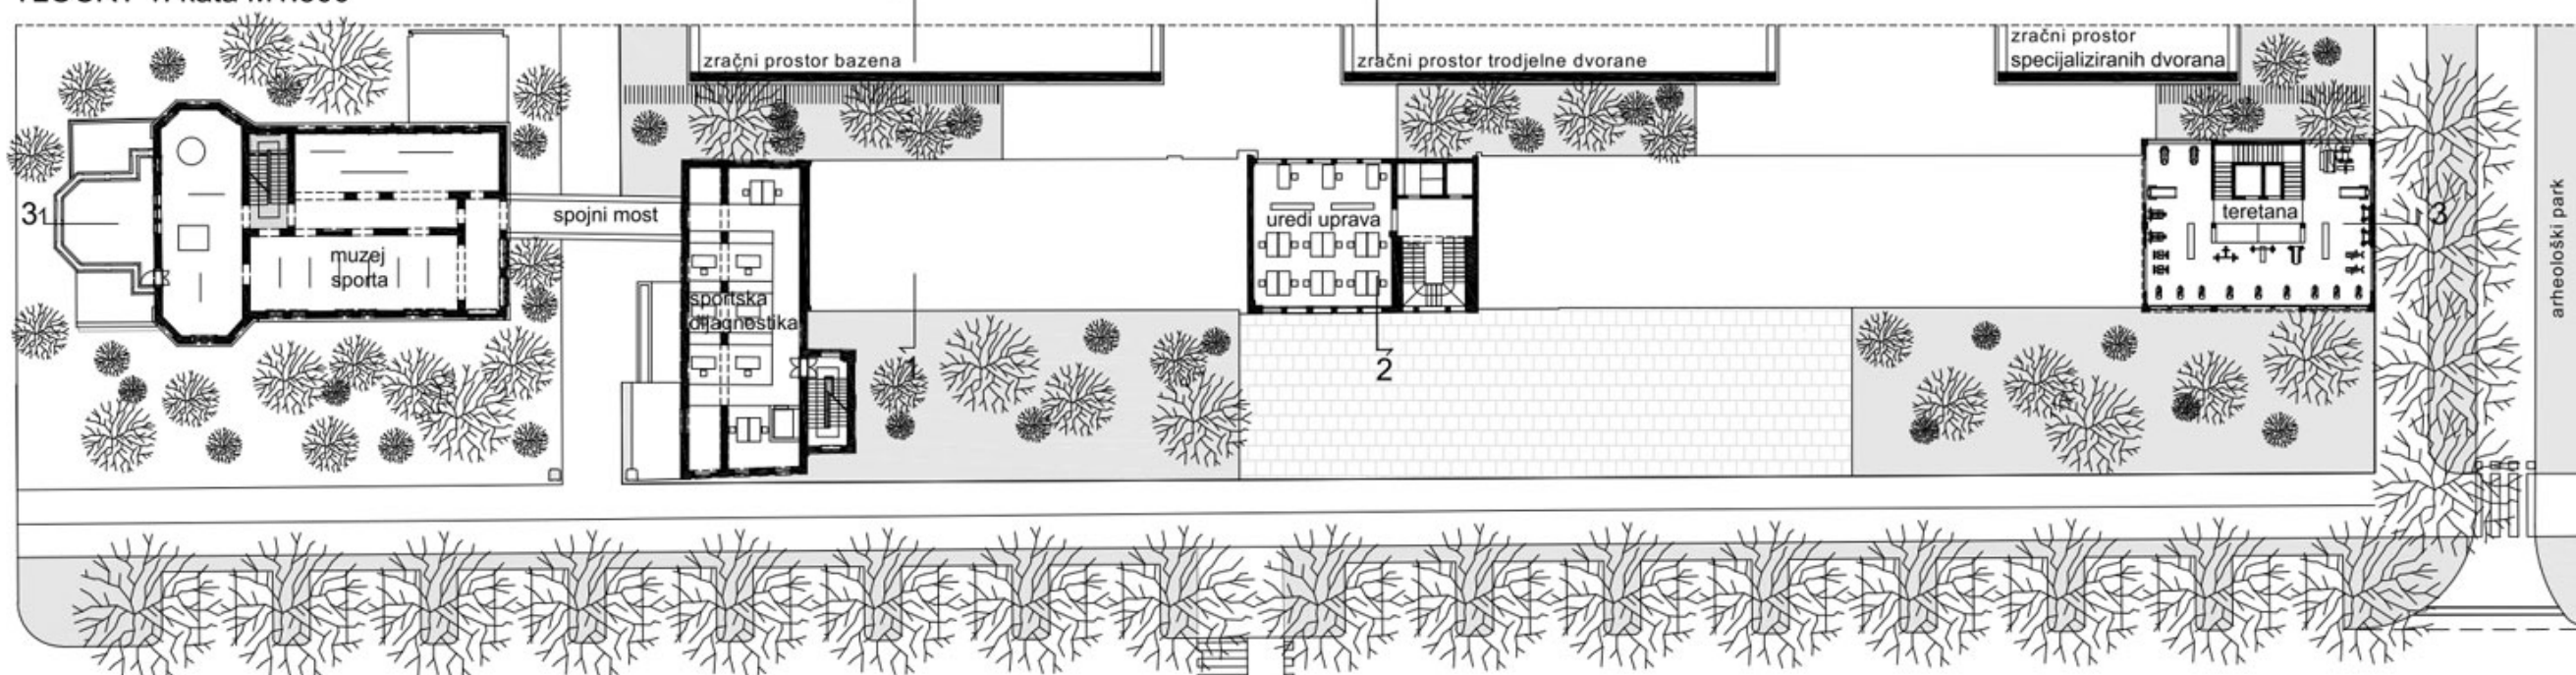 zračni prostor bazena
zračni prostor trodjelne dvorane
zračni prostor
specijaliziranih dvorana
31
spojni most
muzej
sporta
sportska
dijagnostika
uredi uprava
teretana
3
1
2
arheološki park